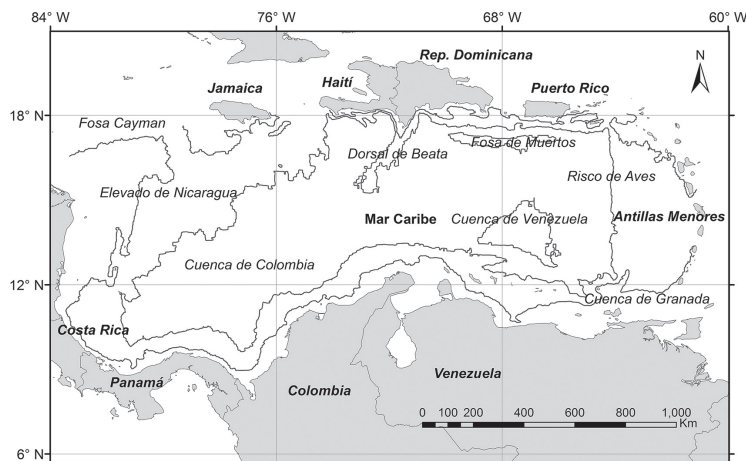 84° W 76° W 68° W 60° W
N
Rep. Dominicana
Haití
Jamaica
Puerto Rico
18° N
Fosa Cayman
Fosa de Muertos
Dorsal de Beata
Risco de Aves
Elevado de Nicaragua
Mar Caribe
Cuenca de Venezuela
Antillas Menores
Cuenca de Colombia
12° N
Cuenca de Granada
Costa Rica
Panamá
Colombia
Venezuela
0 100 200 400 600 800 1,000
Km
6° N